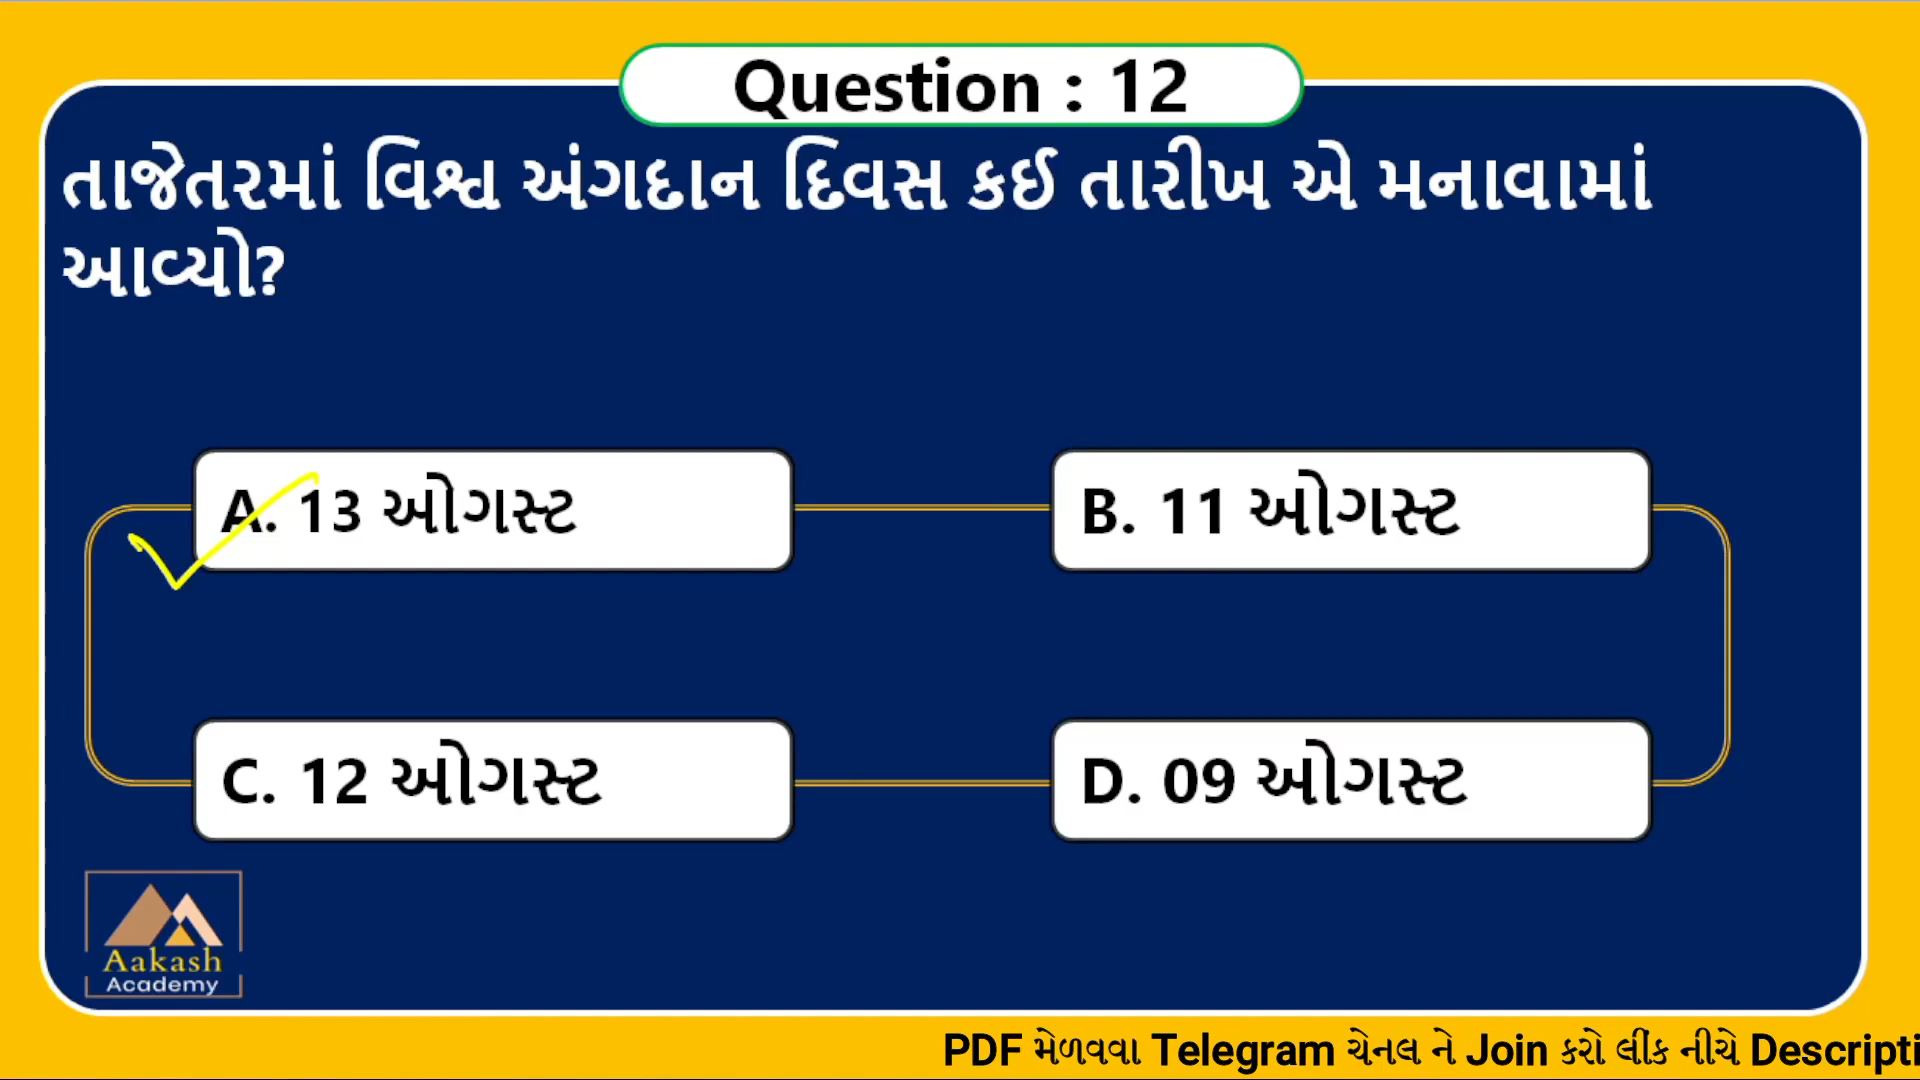 Question : 12
તાજેતરમાં વિશ્વ અંગદાન દિવસ કઈ તારીખ એ મનાવામાં
આવ્યો?
A. 13 ઓગસ્ટ
B. 11 ઓગસ્ટ
C. 12 ઓગસ્ટ
D. 09 ઓગસ્ટ
Aakash
Academy
PDF મેળવવા Telegram ચેનલ ને Join કરો લીંક નીચે Descripti